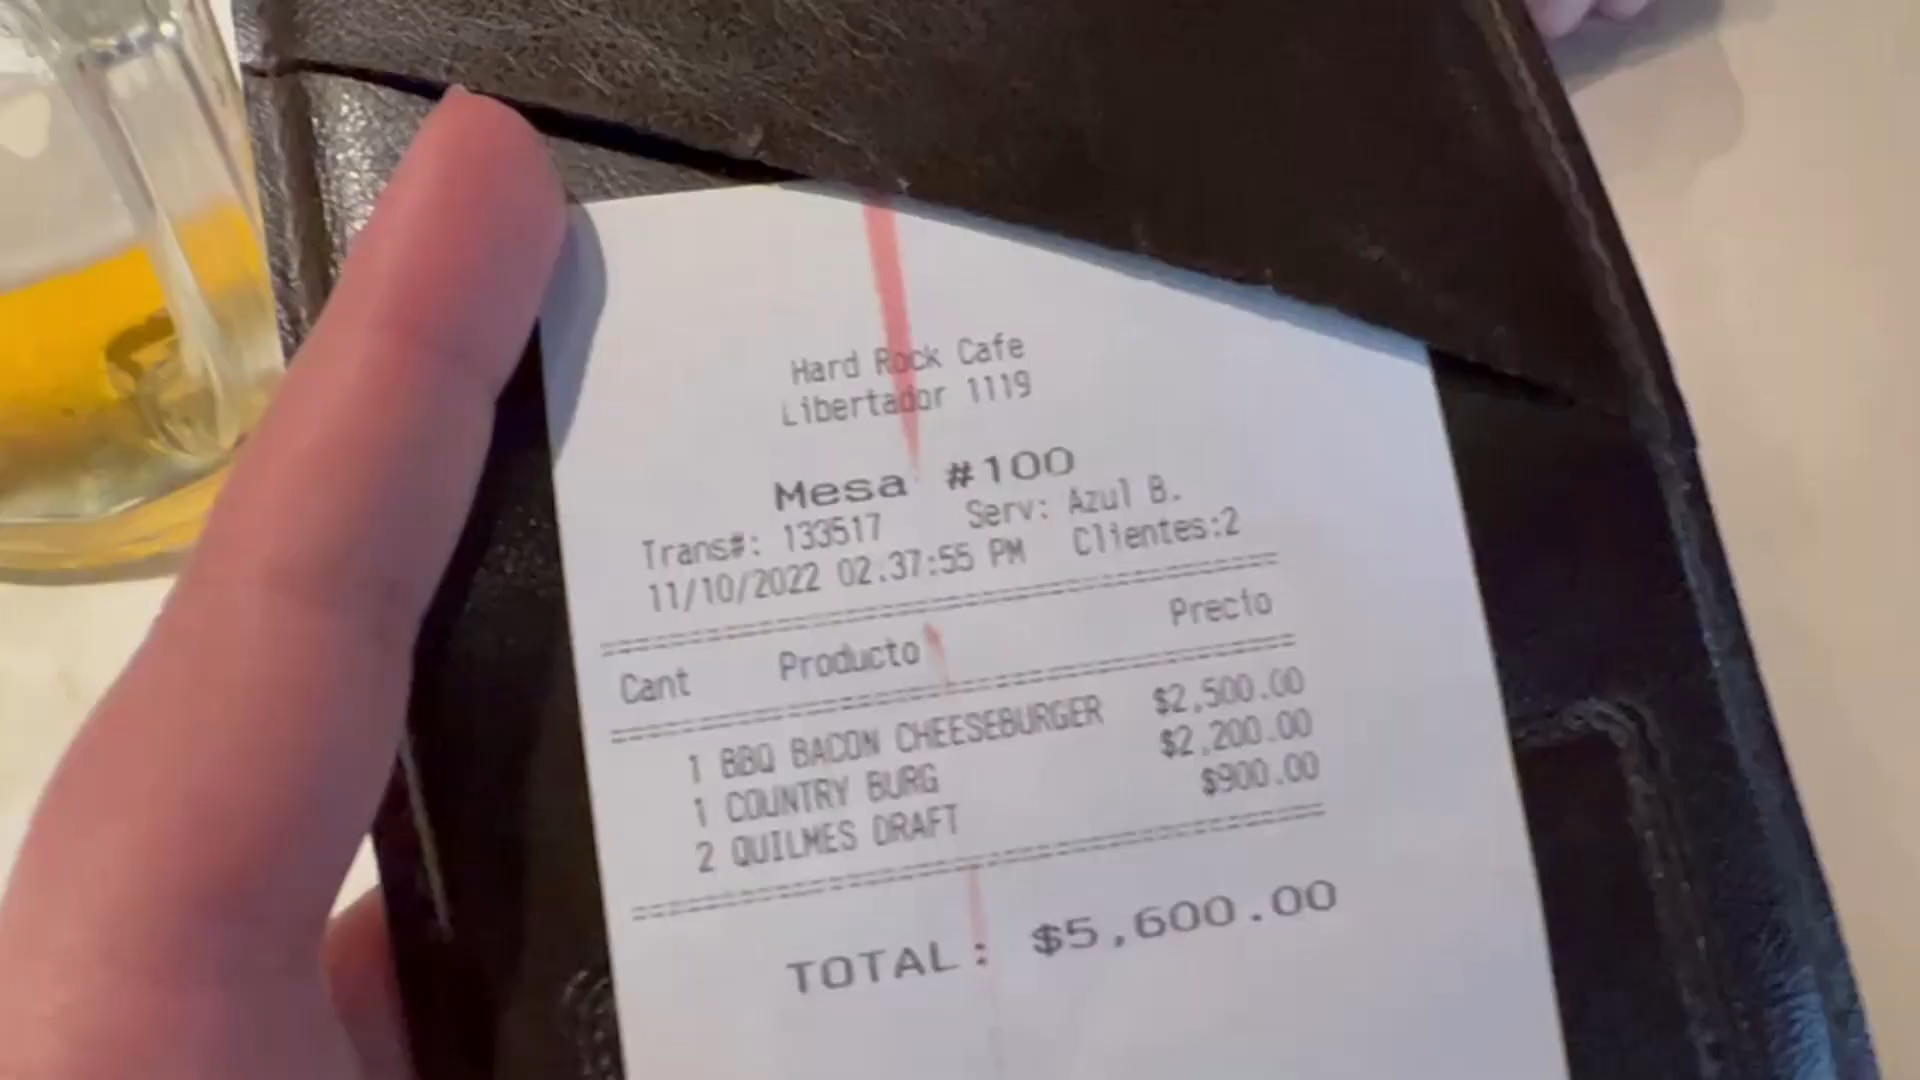 Hard Rock Cafe
Libertador 1119
Mesa #100
Trans#: 133517 Serv: Azul B.
11/10/2022 02.37:55 PM Clientes:2
Cant Producto Precio
1 BBQ BACON CHEESEBURGER $2,500.00
1 COUNTRY BURG $2,200.00
2 QUILMES DRAFT $900.00
TOTAL: $5,600.00